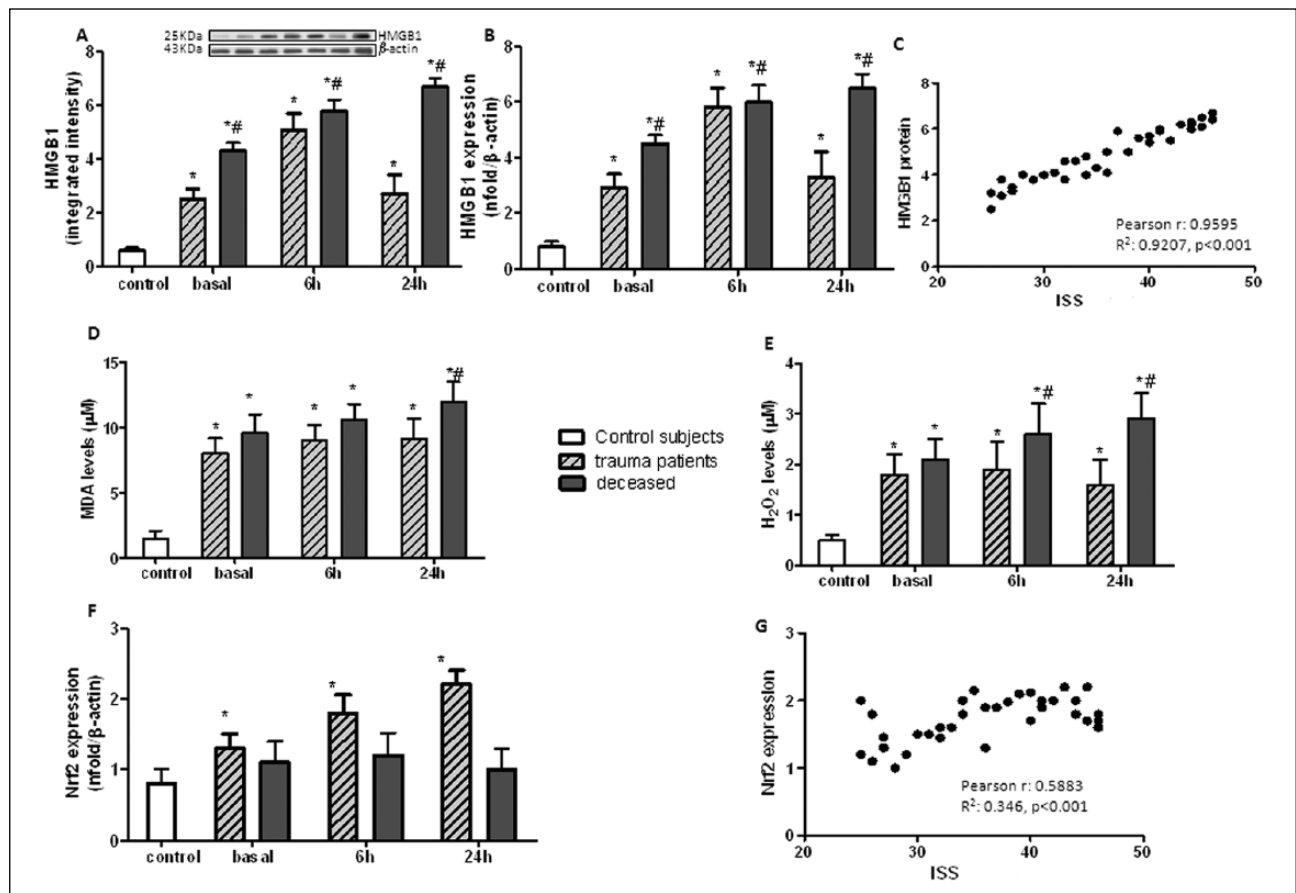 A
25KDa
HMGB1
43KDa
β-actin
HMGB1
(integrated intensity)
8
6
4
2
0
*
*#
*
*#
*
*#
control
basal
6h
24h
B
HMGB1 expression
(nfold/β-actin)
8
6
4
2
0
*
*#
*
*#
*
*#
control
basal
6h
24h
C
HMGB1 protein
8
6
4
2
0
Pearson r: 0.9595
R²: 0.9207, p<0.001
20
30
40
50
ISS
D
MDA levels (μM)
15
10
5
0
*
*
*
*
*
*#
control
basal
6h
24h
Control subjects
trauma patients
deceased
E
H₂O₂ levels (μM)
4
3
2
1
0
*
*
*
*#
*
*#
control
basal
6h
24h
F
Nrf2 expression
(nfold/β-actin)
3
2
1
0
*
*
*
control
basal
6h
24h
G
Nrf2 expression
3
2
1
0
Pearson r: 0.5883
R²: 0.346, p<0.001
20
30
40
50
ISS